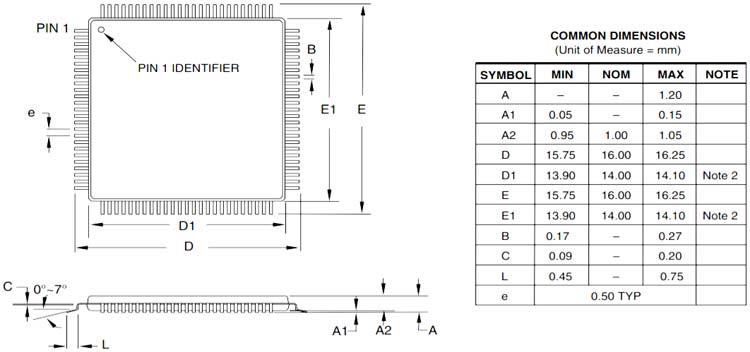 PIN 1
PIN 1 IDENTIFIER
B
e
E1
E
D1
D
C
0°~7°
L
A1
A2
A
COMMON DIMENSIONS
(Unit of Measure = mm)
SYMBOL MIN NOM MAX NOTE
A – – 1.20
A1 0.05 – 0.15
A2 0.95 1.00 1.05
D 15.75 16.00 16.25
D1 13.90 14.00 14.10 Note 2
E 15.75 16.00 16.25
E1 13.90 14.00 14.10 Note 2
B 0.17 – 0.27
C 0.09 – 0.20
L 0.45 – 0.75
e 0.50 TYP